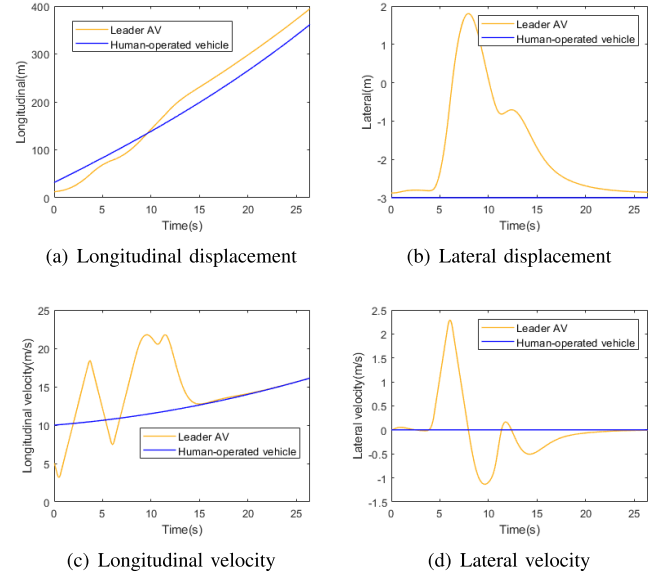 400
300
200
100
0
Longitudinal(m)
Leader AV
Human-operated vehicle
0 5 10 15 20 25
Time(s)
(a) Longitudinal displacement
2
1
0
-1
-2
-3
Lateral(m)
Leader AV
Human-operated vehicle
0 5 10 15 20 25
Time(s)
(b) Lateral displacement
25
20
15
10
5
0
Longitudinal velocity(m/s)
Leader AV
Human-operated vehicle
0 5 10 15 20 25
Time(s)
(c) Longitudinal velocity
2.5
2
1.5
1
0.5
0
-0.5
-1
-1.5
Lateral velocity(m/s)
Leader AV
Human-operated vehicle
0 5 10 15 20 25
Time(s)
(d) Lateral velocity